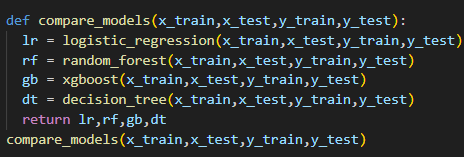 def compare_models(x_train,x_test,y_train,y_test):
  lr = logistic_regression(x_train,x_test,y_train,y_test)
  rf = random_forest(x_train,x_test,y_train,y_test)
  gb = xgboost(x_train,x_test,y_train,y_test)
  dt = decision_tree(x_train,x_test,y_train,y_test)
  return lr,rf,gb,dt
compare_models(x_train,x_test,y_train,y_test)